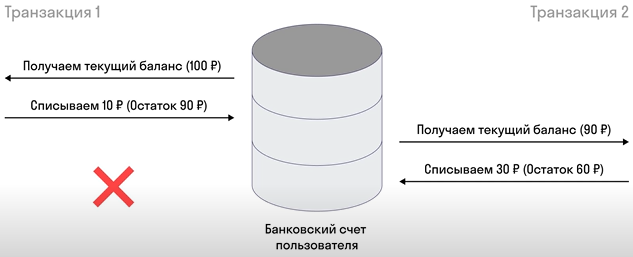 Транзакция 1
Транзакция 2
Получаем текущий баланс (100 ₽)
Списываем 10 ₽ (Остаток 90 ₽)
Получаем текущий баланс (90 ₽)
Списываем 30 ₽ (Остаток 60 ₽)
Банковский счет
пользователя